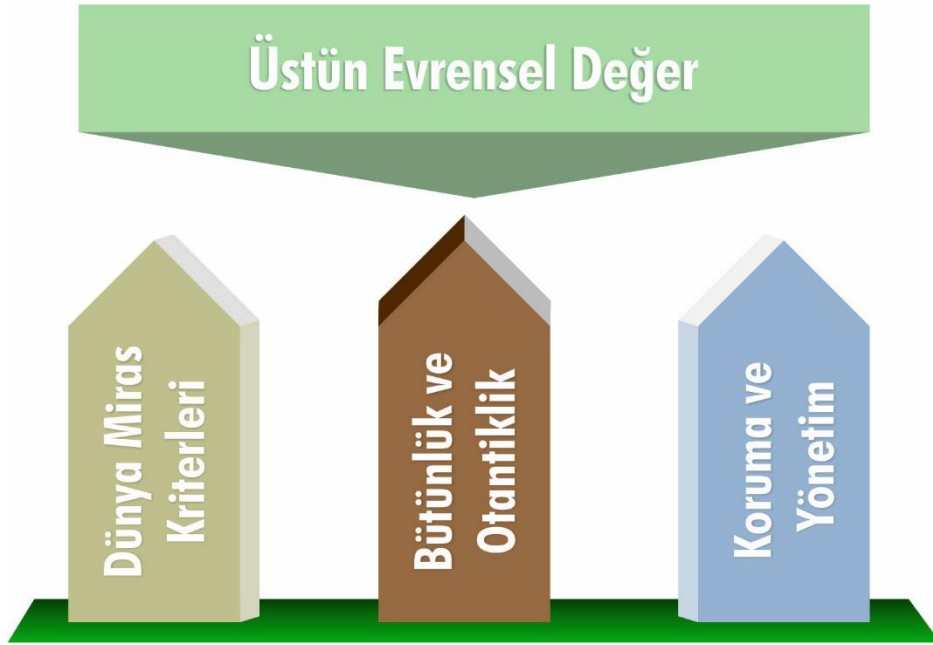 Üstün Evrensel Değer
Dünya Miras
Kriterleri
Bütünlük ve
Otantiklik
Koruma ve
Yönetim